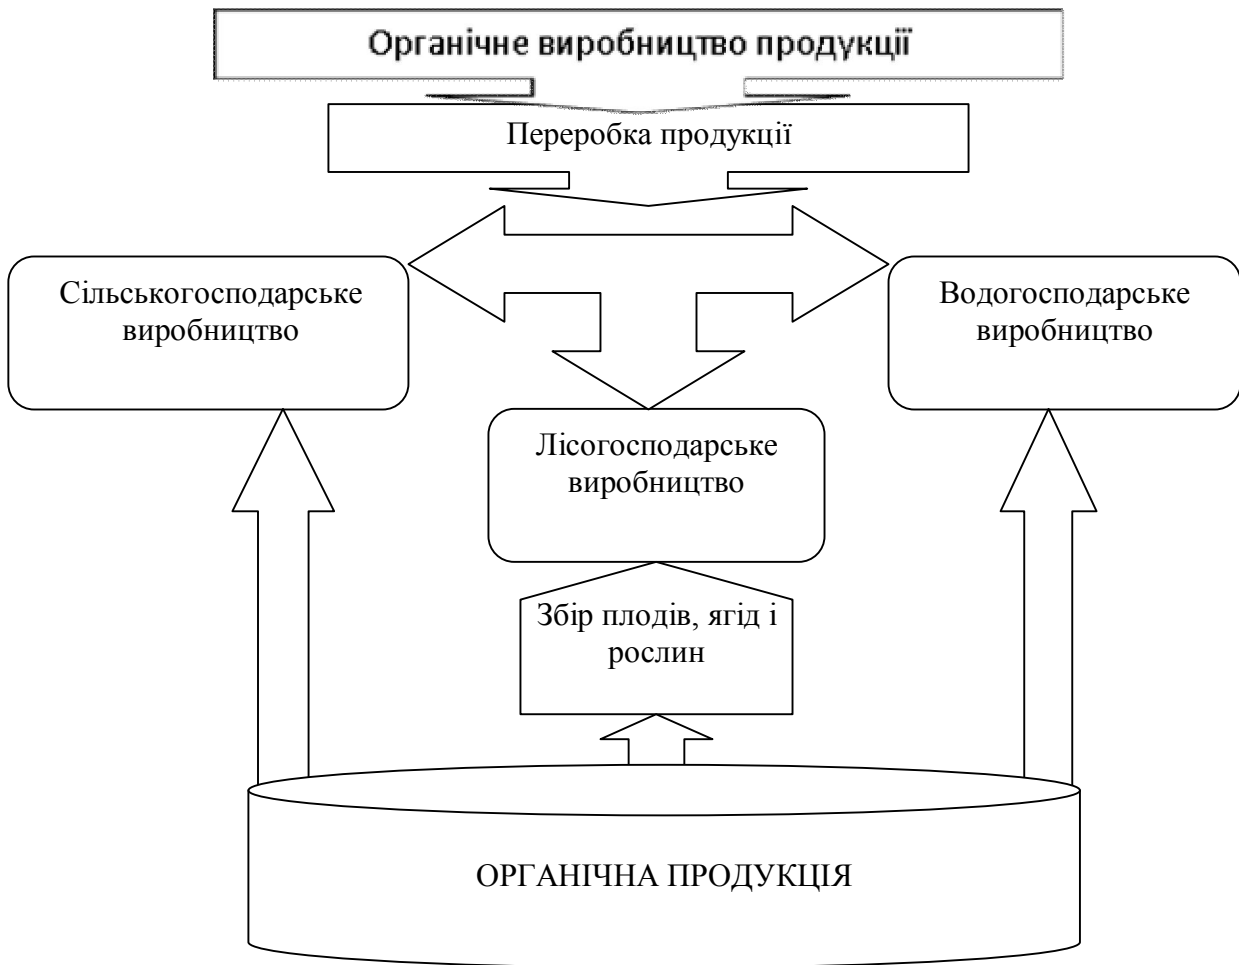 Органічне виробництво продукції
Переробка продукції
Сільськогосподарське
виробництво
Водогосподарське
виробництво
Лісогосподарське
виробництво
Збір плодів, ягід і
рослин
ОРГАНІЧНА ПРОДУКЦІЯ